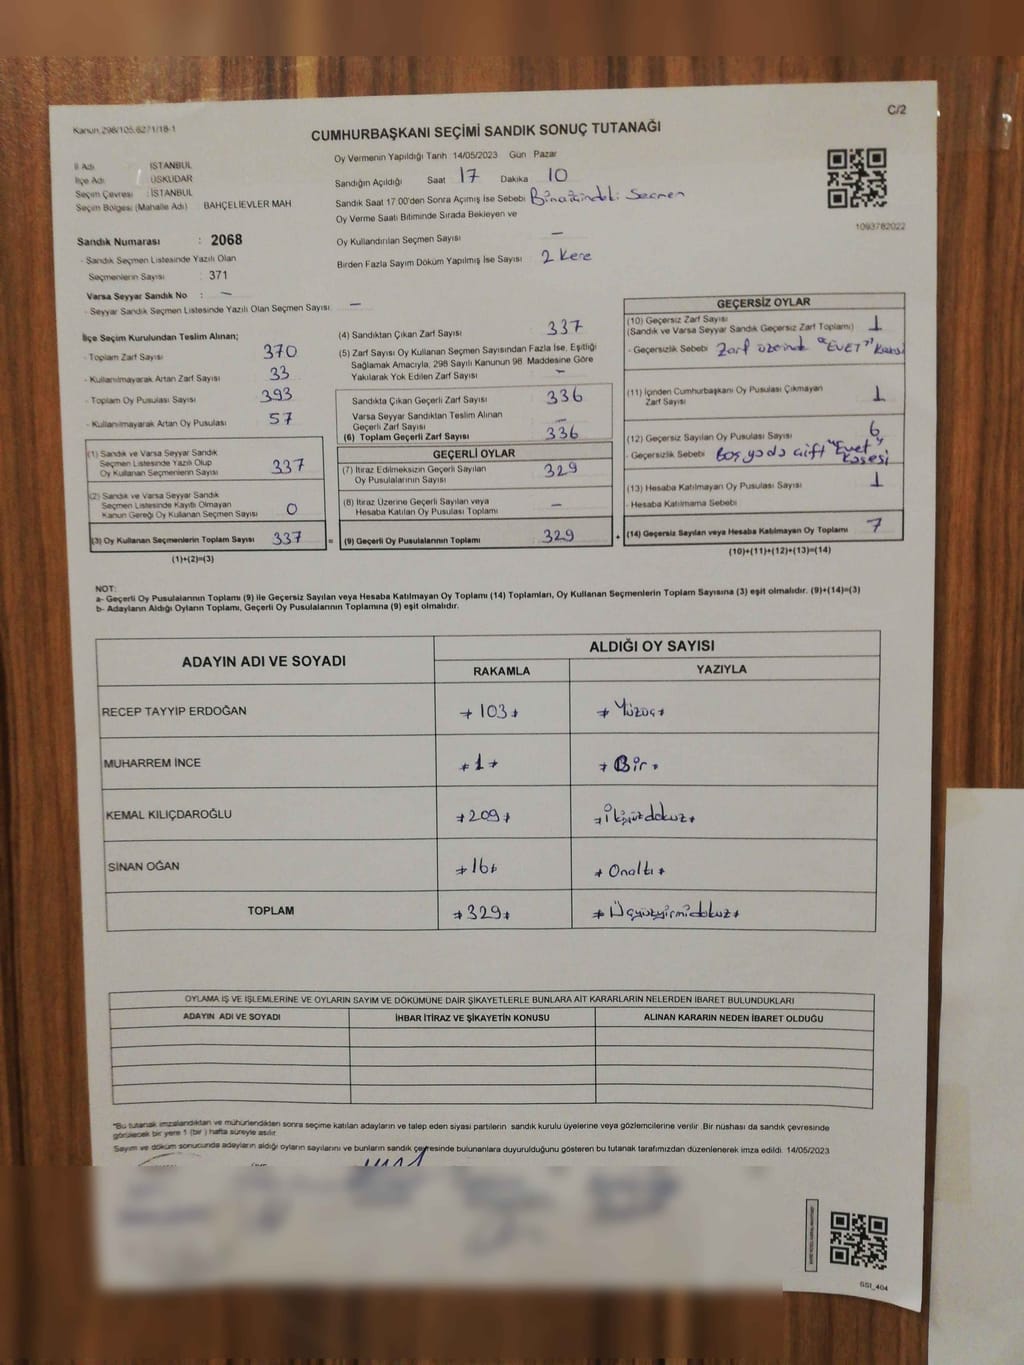 Kanun 298/105,6271/18-1
C/2
CUMHURBAŞKANI SEÇİMİ SANDIK SONUÇ TUTANAĞI
İl Adı : İSTANBUL
İlçe Adı : ÜSKÜDAR
Seçim Çevresi : İSTANBUL
Seçim Bölgesi (Mahalle Adı) BAHÇELİEVLER MAH
Sandık Numarası : 2068
- Sandık Seçmen Listesinde Yazılı Olan
Seçmenlerin Sayısı : 371
Varsa Seyyar Sandık No : -
- Seyyar Sandık Seçmen Listesinde Yazılı Olan Seçmen Sayısı -
Oy Vermenin Yapıldığı Tarih 14/05/2023 Gün Pazar
Sandığın Açıldığı Saat 17 Dakika 10
Sandık Saat 17 00'den Sonra Açımış İse Sebebi Binaiçindeki Seçmen
Oy Verme Saati Bitiminde Sırada Bekleyen ve
Oy Kullandırılan Seçmen Sayısı -
Birden Fazla Sayım Döküm Yapılmış İse Sayısı 2 kere
1093782022
İlçe Seçim Kurulundan Teslim Alınan;
- Toplam Zarf Sayısı 370
- Kullanılmayarak Artan Zarf Sayısı 33
- Toplam Oy Pusulası Sayısı 393
- Kullanılmayarak Artan Oy Pusulası 57
(1) Sandık ve Varsa Seyyar Sandık
Seçmen Listesinde Yazılı Olup
Oy Kullanan Seçmenlerin Sayısı 337
(2) Sandık ve Varsa Seyyar Sandık
Seçmen Listesinde Kayıtlı Olmayan
Kanun Gereği Oy Kullanan Seçmen Sayısı 0
(3) Oy Kullanan Seçmenlerin Toplam Sayısı 337
(1)+(2)=(3)
(4) Sandıktan Çıkan Zarf Sayısı 337
(5) Zarf Sayısı Oy Kullanan Seçmen Sayısından Fazla İse, Eşitliği
Sağlamak Amacıyla, 298 Sayılı Kanunun 98. Maddesine Göre
Yakılarak Yok Edilen Zarf Sayısı -
Sandıkta Çıkan Geçerli Zarf Sayısı 336
Varsa Seyyar Sandıktan Teslim Alınan
Geçerli Zarf Sayısı -
(6) Toplam Geçerli Zarf Sayısı 336
GEÇERLİ OYLAR
(7) İtiraz Edilmeksizin Geçerli Sayılan
Oy Pusulalarının Sayısı 329
(8) İtiraz Üzerine Geçerli Sayılan veya
Hesaba Katılan Oy Pusulası Toplamı -
= (9) Geçerli Oy Pusulalarının Toplamı 329 +
GEÇERSİZ OYLAR
(10) Geçersiz Zarf Sayısı
(Sandık ve Varsa Seyyar Sandık Geçersiz Zarf Toplamı) 1
- Geçersizlik Sebebi Zarf üzerinde "EVET" kaşesi
(11) İçinden Cumhurbaşkanı Oy Pusulası Çıkmayan
Zarf Sayısı 1
(12) Geçersiz Sayılan Oy Pusulası Sayısı 6
- Geçersizlik Sebebi Boş yada çift "Evet" kaşesi
(13) Hesaba Katılmayan Oy Pusulası Sayısı 1
- Hesaba Katılmama Sebebi
(14) Geçersiz Sayılan veya Hesaba Katılmayan Oy Toplamı 7
(10)+(11)+(12)+(13)=(14)
NOT:
a- Geçerli Oy Pusulalarının Toplamı (9) ile Geçersiz Sayılan veya Hesaba Katılmayan Oy Toplamı (14) Toplamları, Oy Kullanan Seçmenlerin Toplam Sayısına (3) eşit olmalıdır. (9)+(14)=(3)
b- Adayların Aldığı Oyların Toplamı, Geçerli Oy Pusulalarının Toplamına (9) eşit olmalıdır.
ADAYIN ADI VE SOYADI ALDIĞI OY SAYISI
RAKAMLA YAZIYLA
RECEP TAYYİP ERDOĞAN +103+ +Yüzüç+
MUHARREM İNCE +1+ +Bir+
KEMAL KILIÇDAROĞLU +209+ +ikiyüzdokuz+
SİNAN OĞAN +16+ +Onaltı+
TOPLAM +329+ +Üçyüzyirmidokuz+
OYLAMA İŞ VE İŞLEMLERİNE VE OYLARIN SAYIM VE DÖKÜMÜNE DAİR ŞİKAYETLERLE BUNLARA AİT KARARLARIN NELERDEN İBARET BULUNDUKLARI
ADAYIN ADI VE SOYADI İHBAR İTİRAZ VE ŞİKAYETİN KONUSU ALINAN KARARIN NEDEN İBARET OLDUĞU
*Bu tutanak imzalandıktan ve mühürlendikten sonra seçime katılan adayların ve talep eden siyasi partilerin sandık kurulu üyelerine veya gözlemcilerine verilir. Bir nüshası da sandık çevresinde
görülecek bir yere 1 (bir) hafta süreyle asılır.
Sayım ve döküm sonucunda adayların aldığı oyların sayılarını ve bunların sandık çevresinde bulunanlara duyurulduğunu gösteren bu tutanak tarafımızdan düzenlenerek imza edildi. 14/05/2023
GSI_404